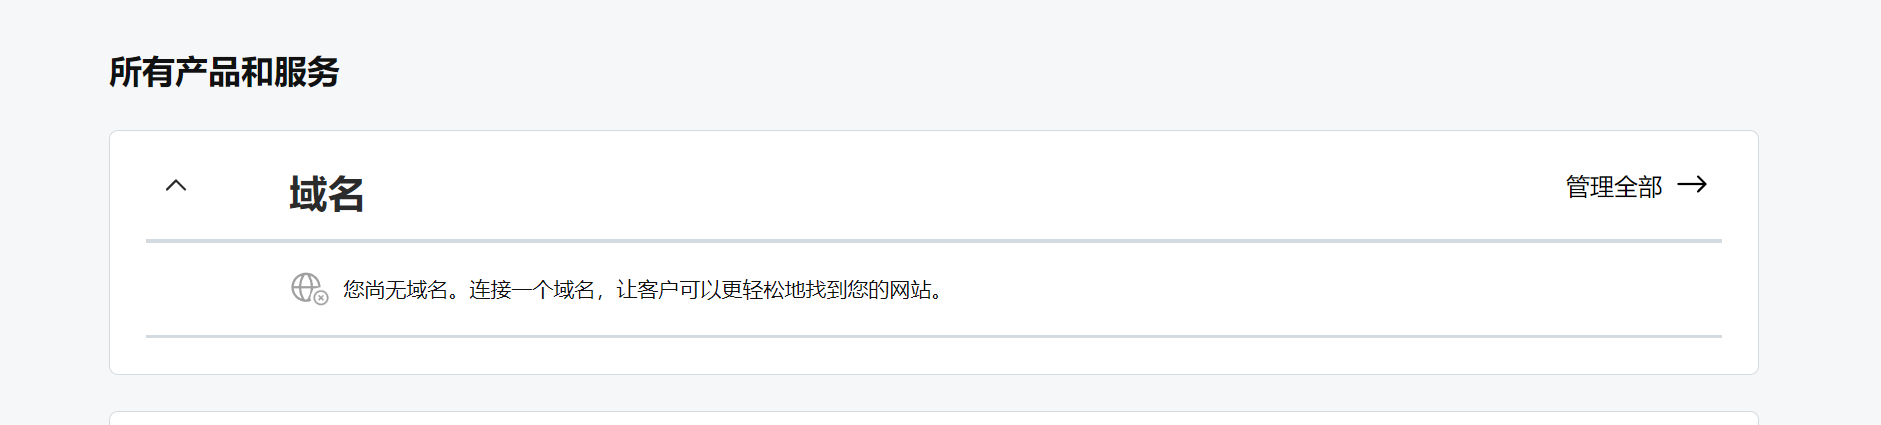 所有产品和服务
域名
管理全部
您尚无域名。连接一个域名，让客户可以更轻松地找到您的网站。